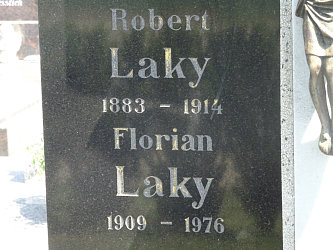 Robert
Laky
1883 - 1914
Florian
Laky
1909 - 1976